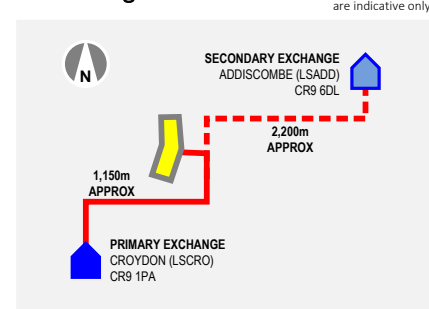 are indicative only
N
SECONDARY EXCHANGE
ADDISCOMBE (LSADD)
CR9 6DL
2,200m
APPROX
1,150m
APPROX
PRIMARY EXCHANGE
CROYDON (LSCRO)
CR9 1PA